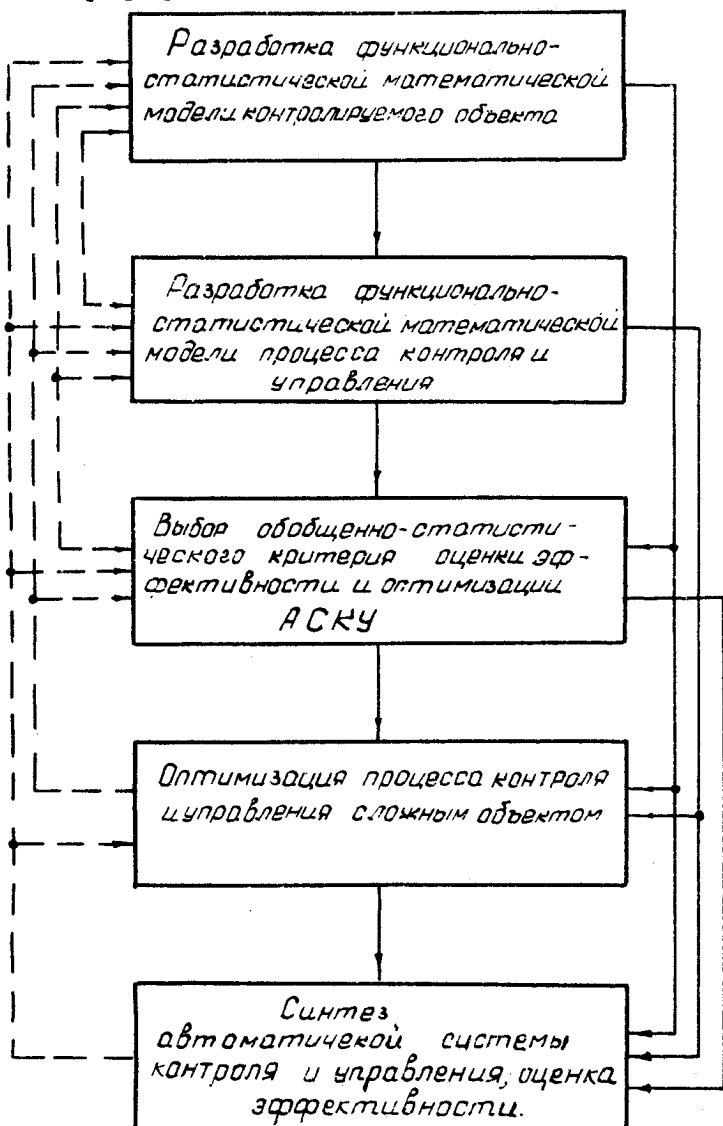 Разработка функционально-
статистической математической
модели контролируемого объекта
Разработка функционально-
статистической математической
модели процесса контроля и
управления
Выбор обобщенно-статисти-
ческого критерия оценки эф-
фективности и оптимизации
АСКУ
Оптимизация процесса контроля
и управления сложным объектом
Синтез
автоматичекой системы
контроля и управления, оценка
эффективности.